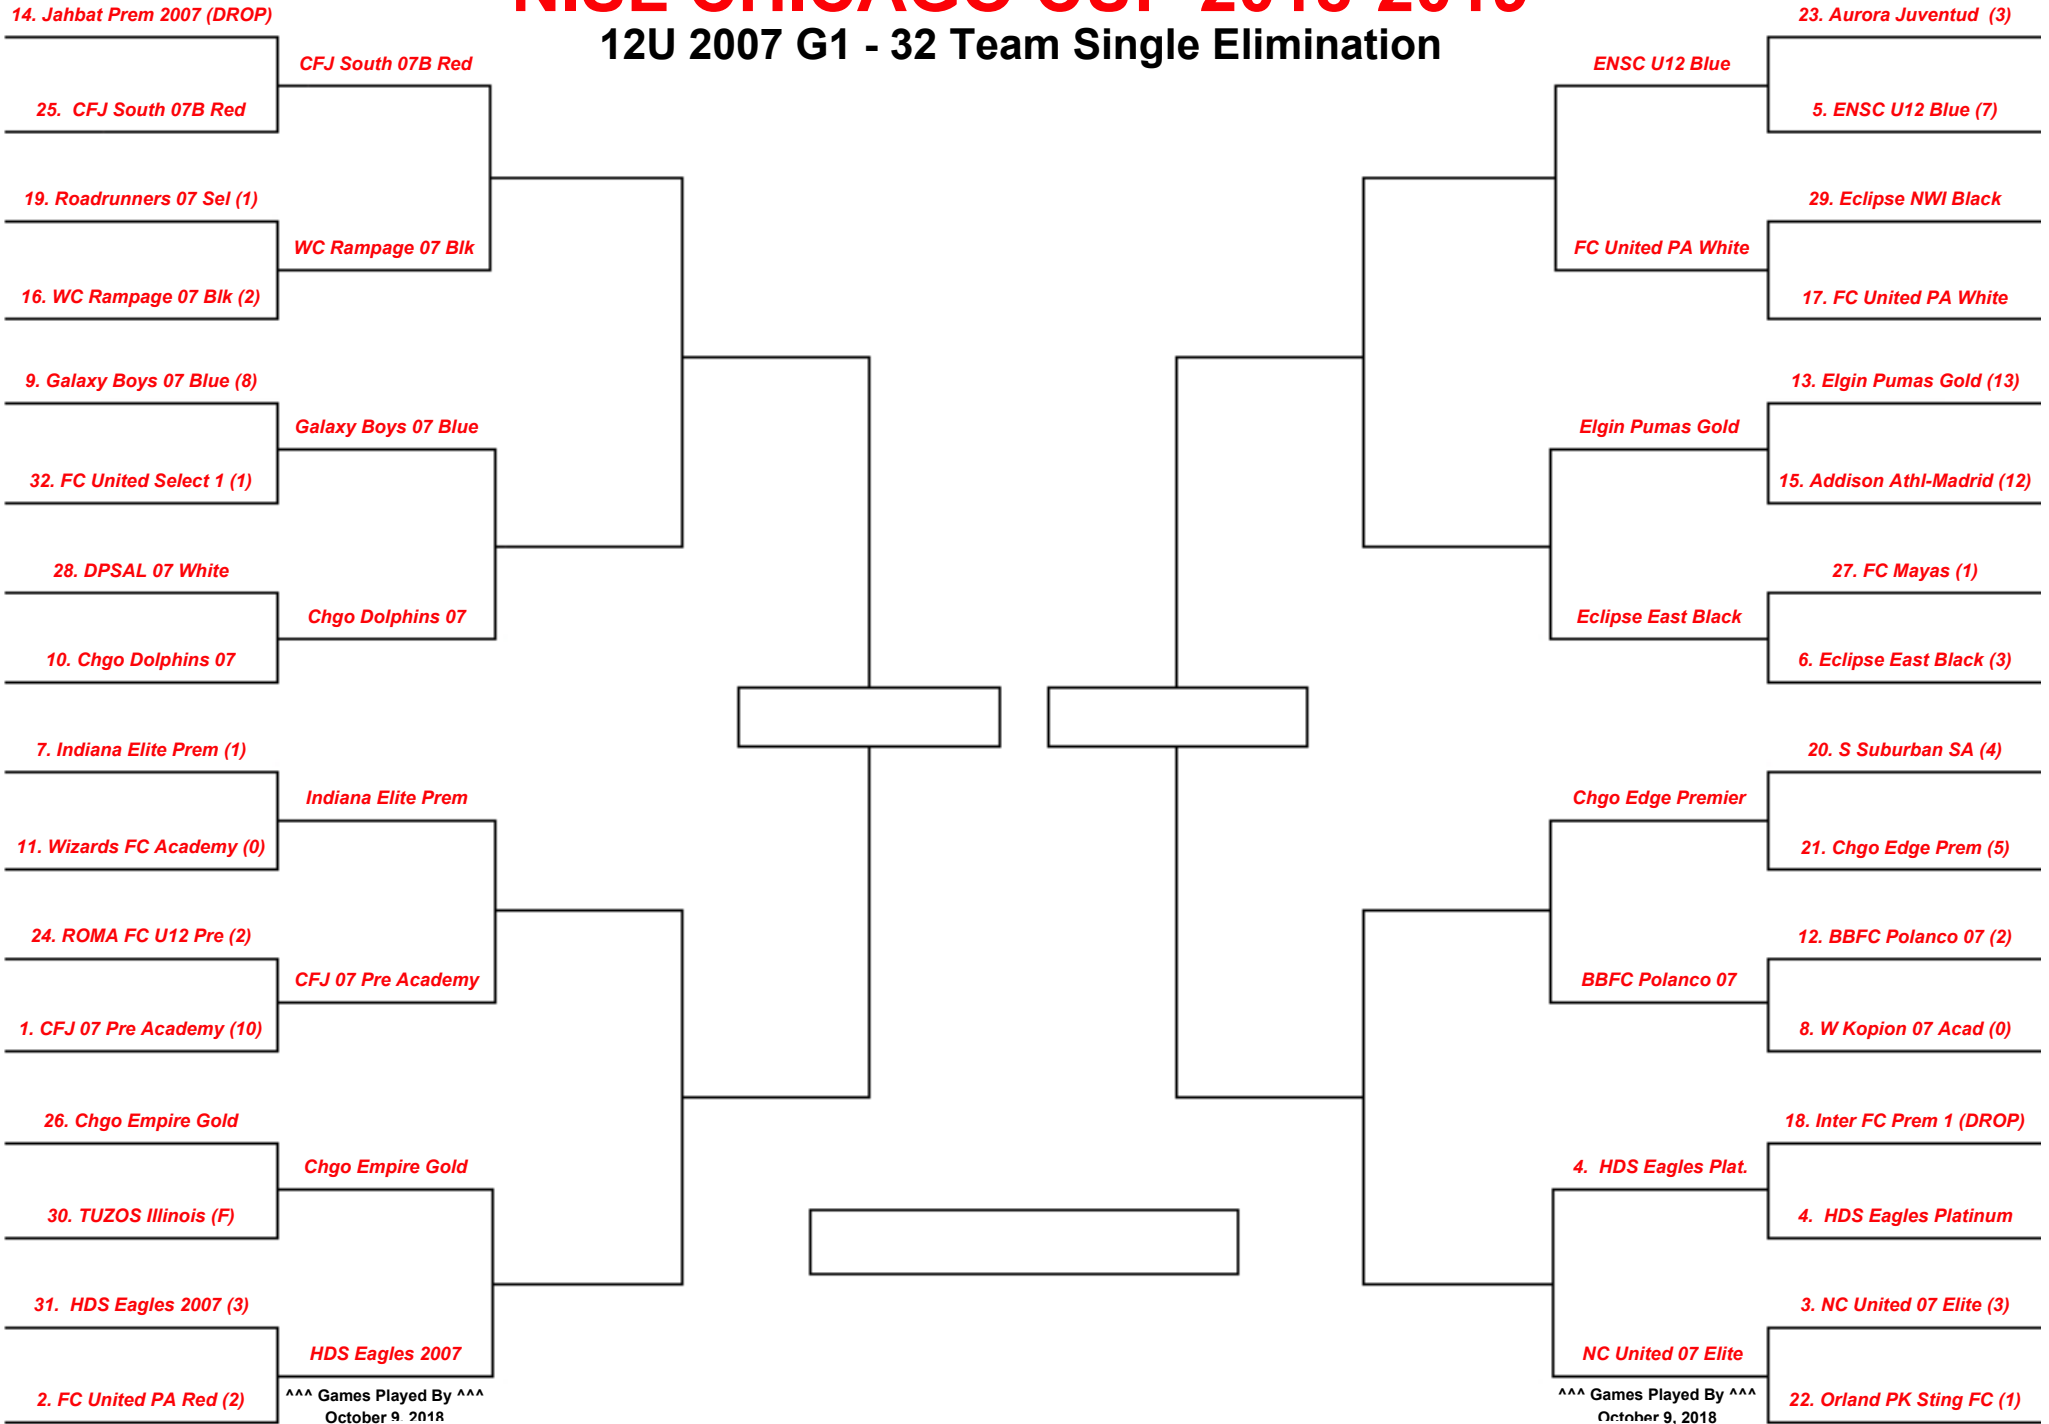 NISL CHICAGO CUP 2018-2019
12U 2007 G1 - 32 Team Single Elimination
14. Jahbat Prem 2007 (DROP)
CFJ South 07B Red
25.  CFJ South 07B Red
19. Roadrunners 07 Sel (1)
WC Rampage 07 Blk
16. WC Rampage 07 Blk (2)
9. Galaxy Boys 07 Blue (8)
Galaxy Boys 07 Blue
32. FC United Select 1 (1)
28. DPSAL 07 White
Chgo Dolphins 07
10. Chgo Dolphins 07
7. Indiana Elite Prem (1)
Indiana Elite Prem
11. Wizards FC Academy (0)
24. ROMA FC U12 Pre (2)
CFJ 07 Pre Academy
1. CFJ 07 Pre Academy (10)
26. Chgo Empire Gold
Chgo Empire Gold
30. TUZOS Illinois (F)
31.  HDS Eagles 2007 (3)
HDS Eagles 2007
2. FC United PA Red (2)
^^^ Games Played By ^^^
October 9, 2018
23. Aurora Juventud  (3)
ENSC U12 Blue
5. ENSC U12 Blue (7)
29. Eclipse NWI Black
FC United PA White
17. FC United PA White
13. Elgin Pumas Gold (13)
Elgin Pumas Gold
15. Addison Athl-Madrid (12)
27. FC Mayas (1)
Eclipse East Black
6. Eclipse East Black (3)
20. S Suburban SA (4)
Chgo Edge Premier
21. Chgo Edge Prem (5)
12. BBFC Polanco 07 (2)
BBFC Polanco 07
8. W Kopion 07 Acad (0)
18. Inter FC Prem 1 (DROP)
4.  HDS Eagles Plat.
4.  HDS Eagles Platinum
3. NC United 07 Elite (3)
NC United 07 Elite
22. Orland PK Sting FC (1)
^^^ Games Played By ^^^
October 9, 2018